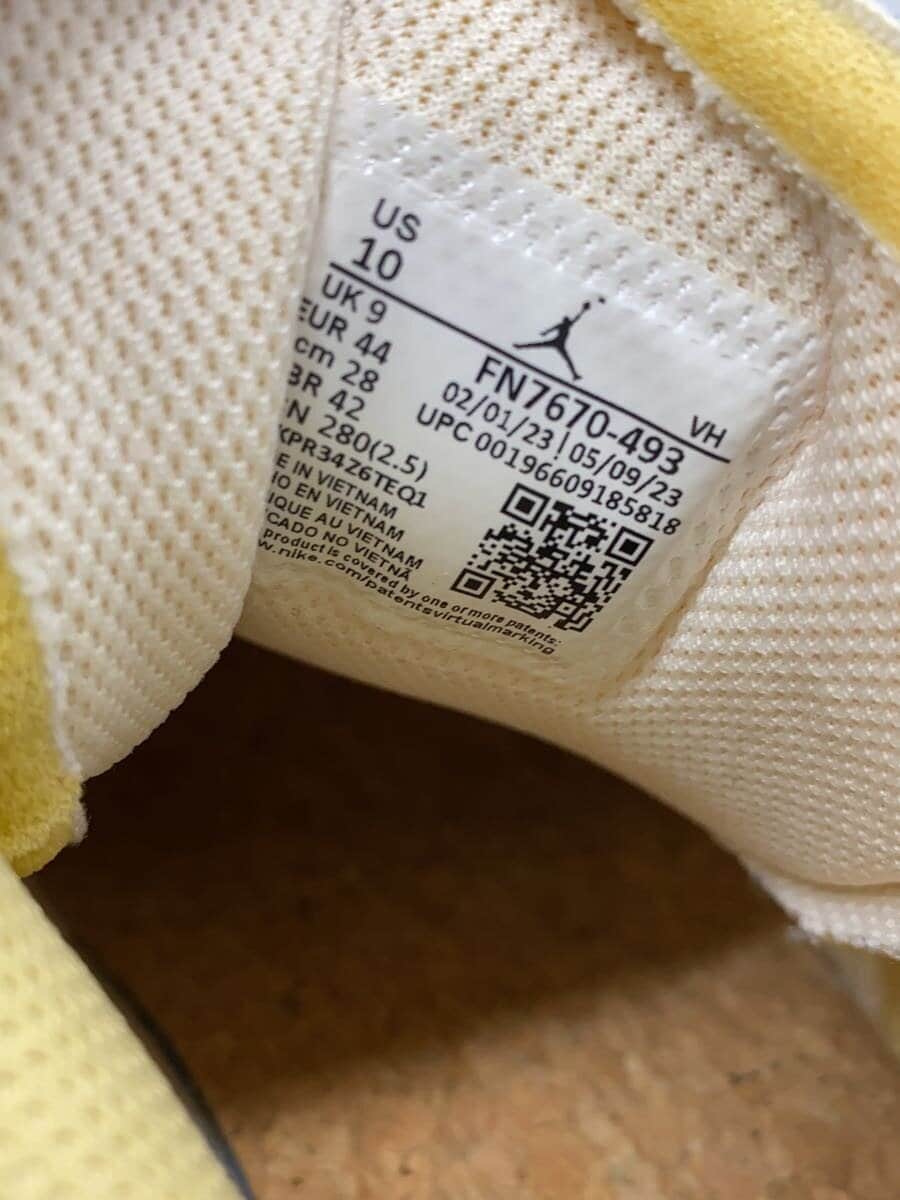 US
10
UK 9
EUR 44
cm 28
BR 42
CN 280(2.5)
XPR34Z6TEQ1
E IN VIETNAM
HO EN VIETNAM
IQUE AU VIETNAM
CADO NO VIETNÃ
product is covered by one or more patents:
w.nike.com/patentsvirtualmarking
VH
FN7670-493
02/01/23 | 05/09/23
UPC 00196609185818